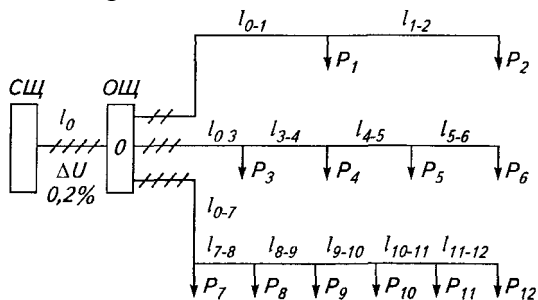 l₀₋₁ l₁₋₂
P₁ P₂
СЩ ОЩ
l₀
0
ΔU
0,2%
l₀ ₃ l₃₋₄ l₄₋₅ l₅₋₆
P₃ P₄ P₅ P₆
l₀₋₇
l₇₋₈ l₈₋₉ l₉₋₁₀ l₁₀₋₁₁ l₁₁₋₁₂
P₇ P₈ P₉ P₁₀ P₁₁ P₁₂